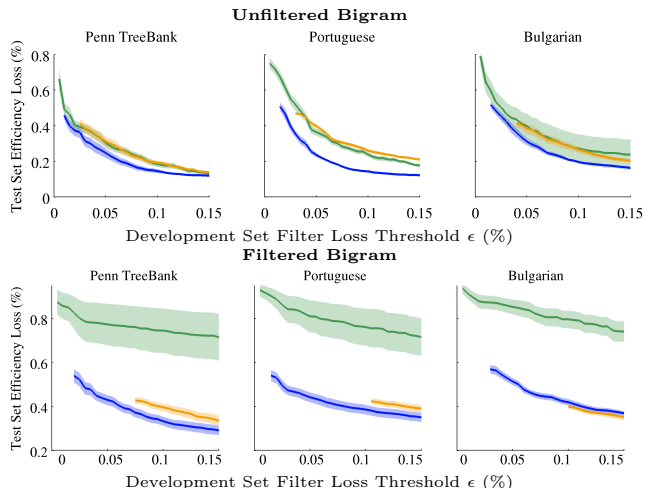 Unfiltered Bigram
Penn TreeBank Portuguese Bulgarian
Test Set Efficiency Loss (%)
0.8
0.6
0.4
0.2
0 0.05 0.1 0.15 0 0.05 0.1 0.15 0 0.05 0.1 0.15
Development Set Filter Loss Threshold ϵ (%)
Filtered Bigram
Penn TreeBank Portuguese Bulgarian
Test Set Efficiency Loss (%)
0.8
0.6
0.4
0.2
0 0.05 0.1 0.15 0 0.05 0.1 0.15 0 0.05 0.1 0.15
Development Set Filter Loss Threshold ϵ (%)